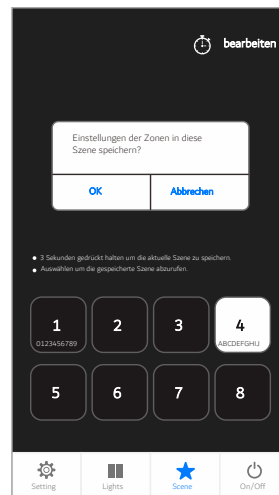 bearbeiten
Einstellungen der Zonen in diese
Szene speichern?
OK Abbrechen
3 Sekunden gedrückt halten um die aktuelle Szene zu speichern.
Auswählen um die gespeicherte Szene abzurufen.
1 2 3 4
0123456789 ABCDEFGHIJ
5 6 7 8
Setting Lights Scene On/Off